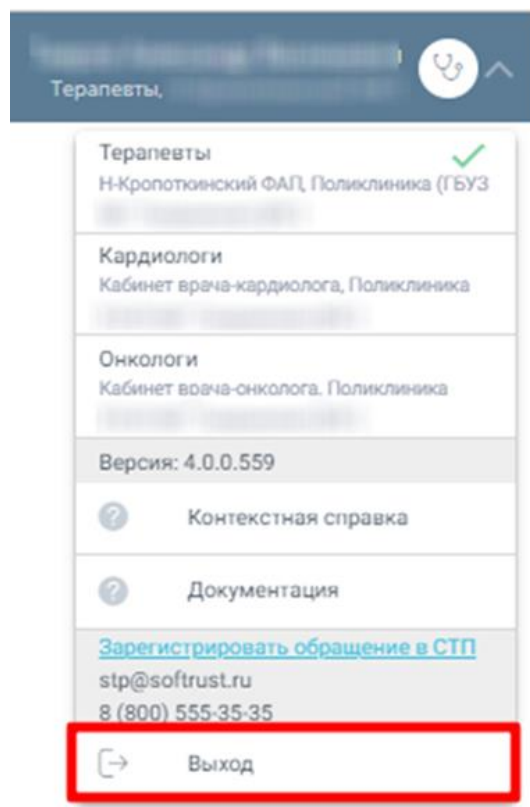 Терапевты,
Терапевты
Н-Кропоткинский ФАП, Поликлиника (ГБУЗ
Кардиологи
Кабинет врача-кардиолога, Поликлиника
Онкологи
Кабинет врача-онколога, Поликлиника
Версия: 4.0.0.559
Контекстная справка
Документация
Зарегистрировать обращение в СТП
stp@softrust.ru
8 (800) 555-35-35
Выход